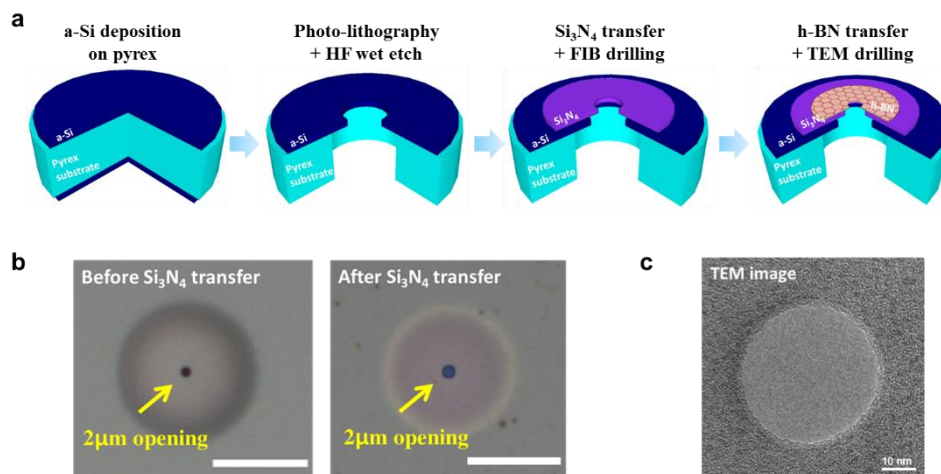 a
a-Si deposition
on pyrex
Photo-lithography
+ HF wet etch
Si₃N₄ transfer
+ FIB drilling
h-BN transfer
+ TEM drilling
a-Si
Pyrex
substrate
a-Si
Pyrex
substrate
Si₃N₄
a-Si
Pyrex
substrate
h-BN
Si₃N₄
a-Si
Pyrex
substrate
b
Before Si₃N₄ transfer
2μm opening
After Si₃N₄ transfer
2μm opening
c
TEM image
10 nm